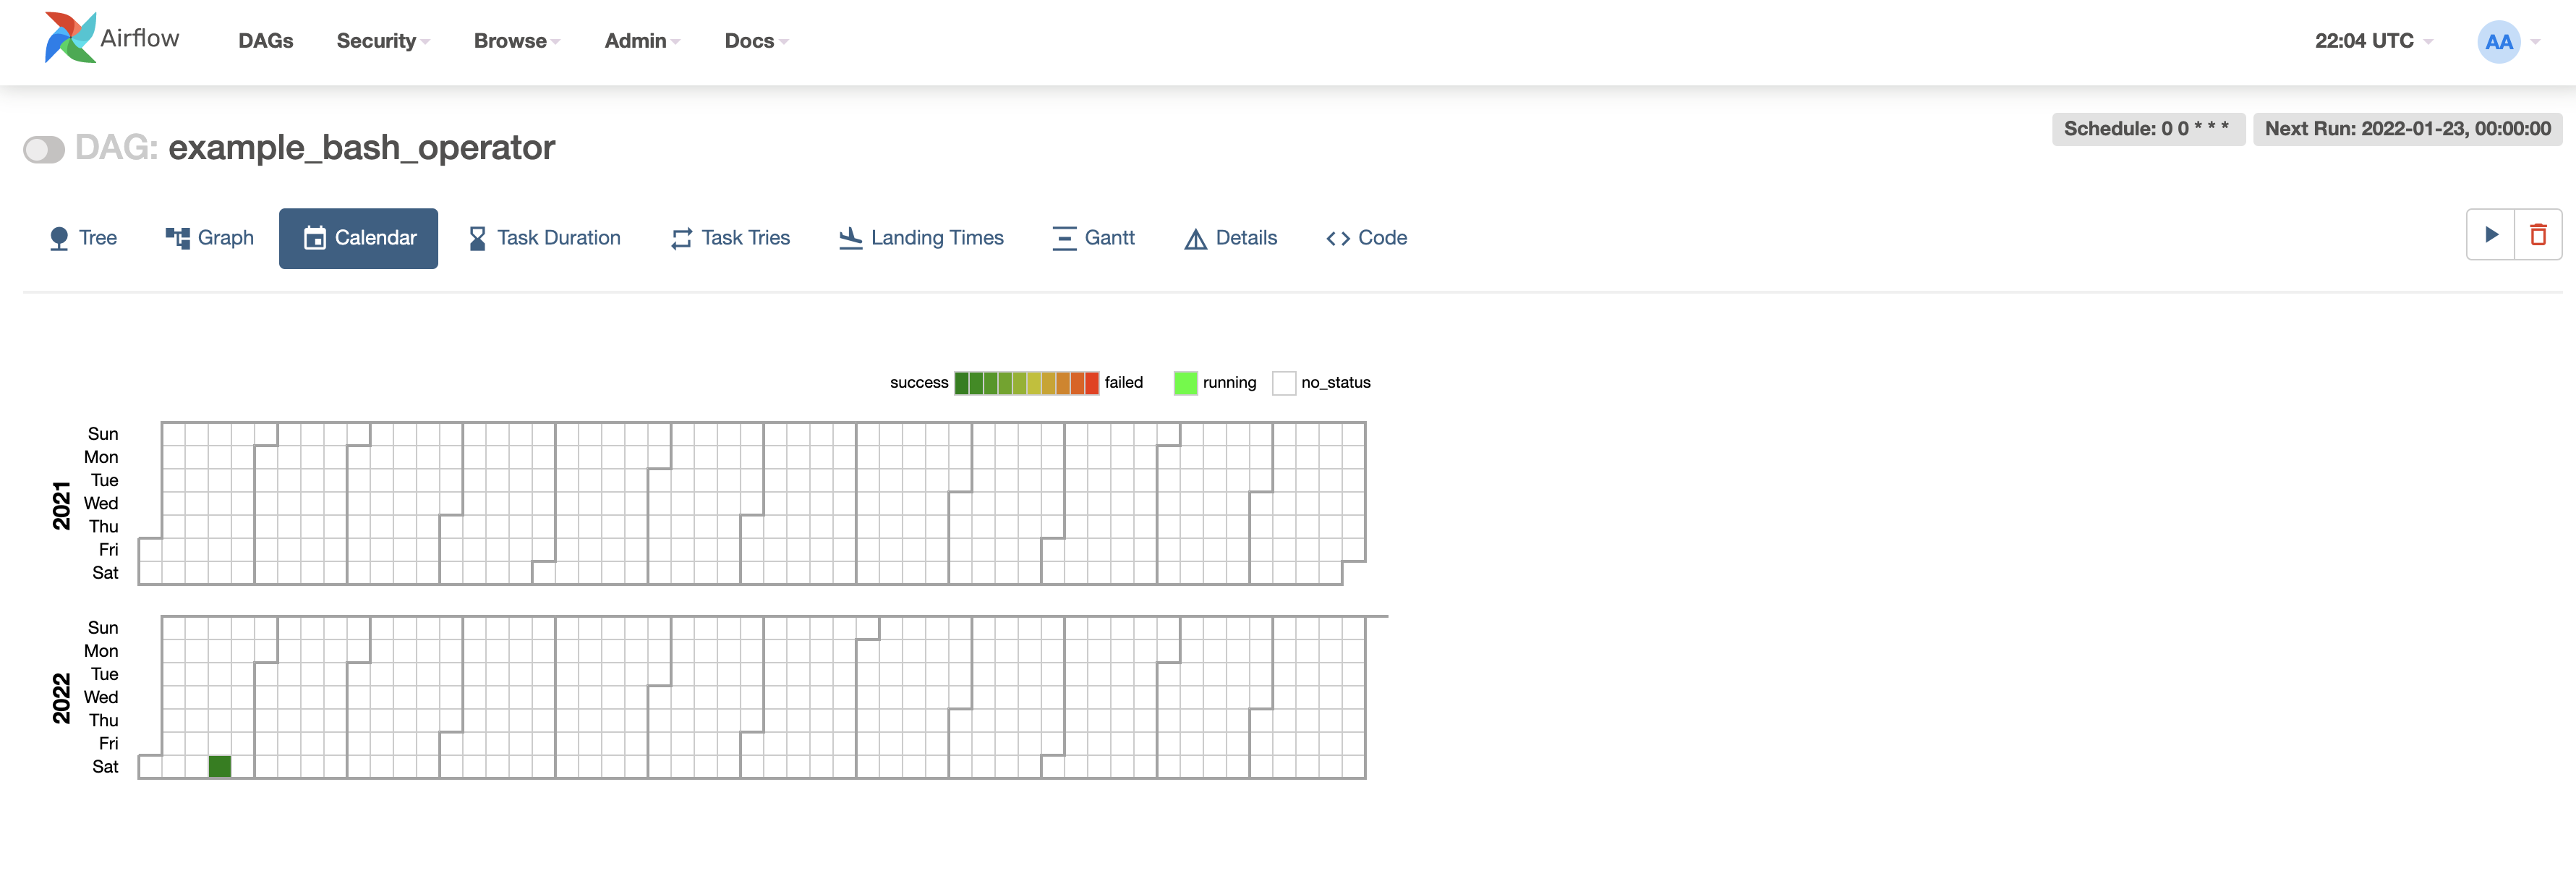 Airflow DAGs Security Browse Admin Docs 22:04 UTC AA
DAG: example_bash_operator Schedule: 0 0 * * * Next Run: 2022-01-23, 00:00:00
Tree Graph Calendar Task Duration Task Tries Landing Times Gantt Details Code
success failed running no_status
2021
Sun
Mon
Tue
Wed
Thu
Fri
Sat
2022
Sun
Mon
Tue
Wed
Thu
Fri
Sat